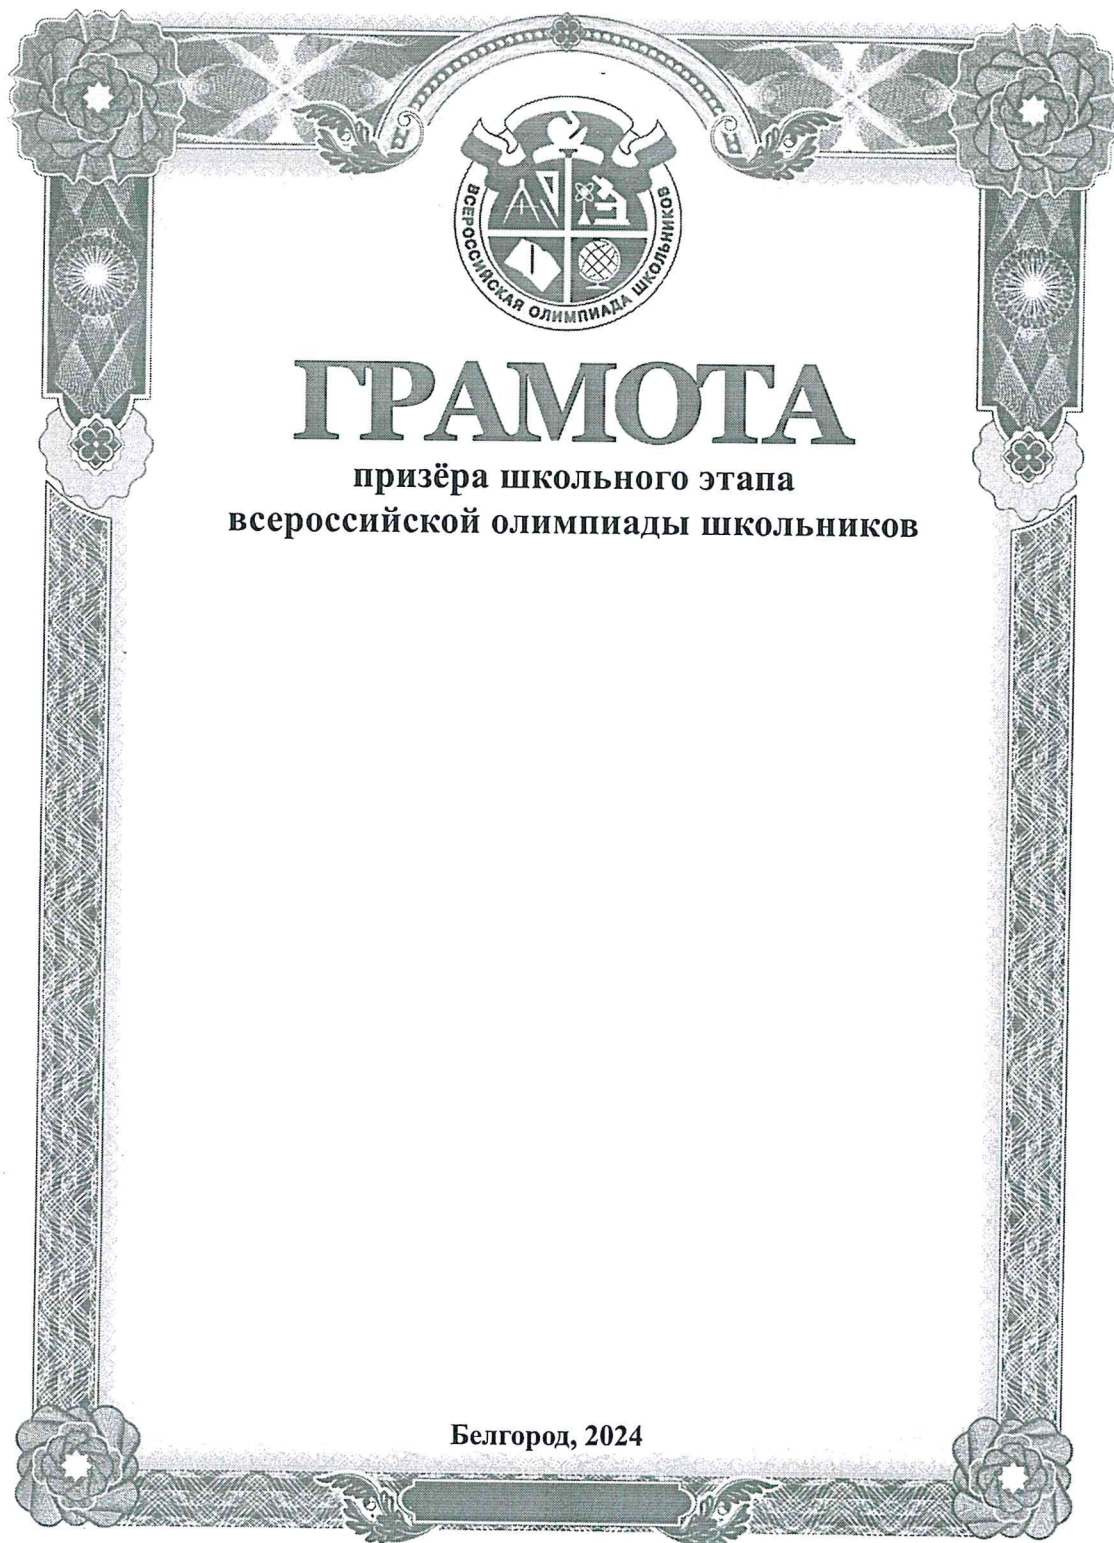 ВСЕРОССИЙСКАЯ ОЛИМПИАДА ШКОЛЬНИКОВ
ГРАМОТА
призёра школьного этапа
всероссийской олимпиады школьников
Белгород, 2024